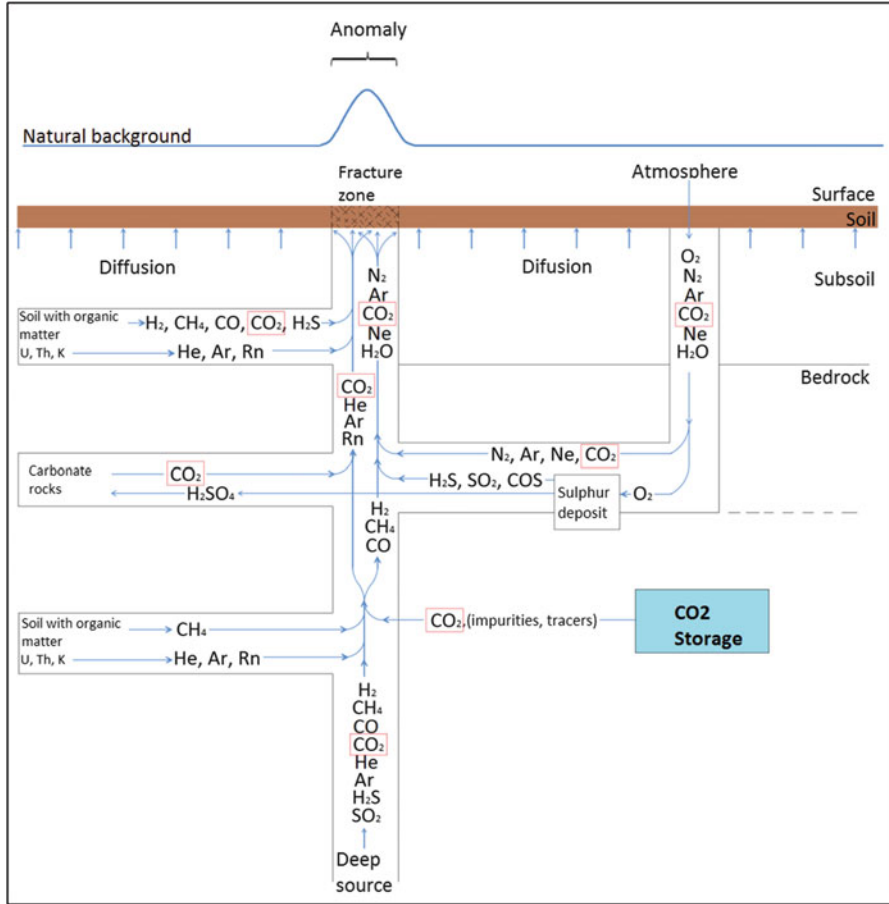 Anomaly
Natural background
Fracture
zone
Atmosphere
Surface
Soil
Diffusion
Difusion
Subsoil
N₂
Ar
CO₂
Ne
H₂O
O₂
N₂
Ar
CO₂
Ne
H₂O
Soil with organic
matter
U, Th, K
H₂, CH₄, CO, CO₂, H₂S
He, Ar, Rn
Bedrock
CO₂
He
Ar
Rn
N₂, Ar, Ne, CO₂
Carbonate
rocks
CO₂
H₂SO₄
H₂S, SO₂, COS
Sulphur
deposit
O₂
H₂
CH₄
CO
Soil with organic
matter
U, Th, K
CH₄
He, Ar, Rn
CO₂,(impurities, tracers)
CO2
Storage
H₂
CH₄
CO
CO₂
He
Ar
H₂S
SO₂
Deep
source